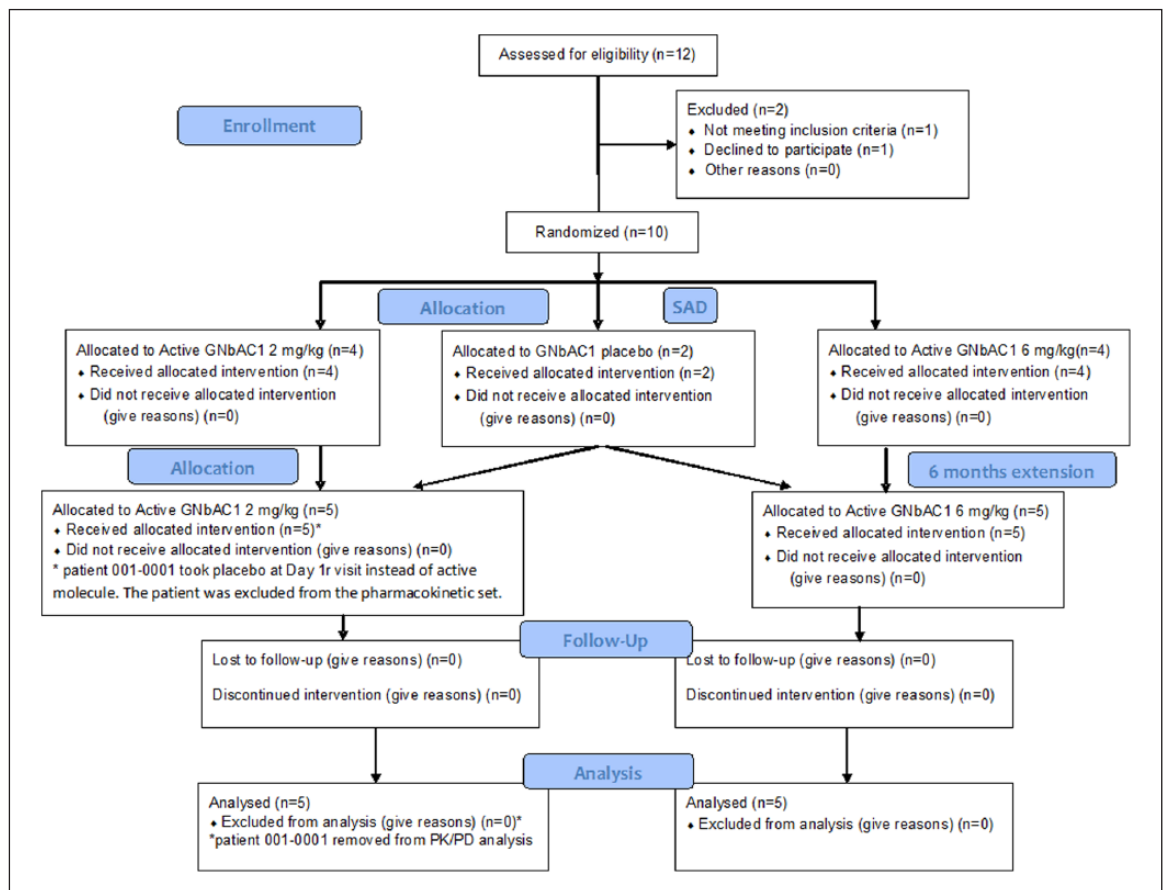 Assessed for eligibility (n=12)
Enrollment
Excluded (n=2)
⬥ Not meeting inclusion criteria (n=1)
⬥ Declined to participate (n=1)
⬥ Other reasons (n=0)
Randomized (n=10)
Allocation
SAD
Allocated to Active GNbAC1 2 mg/kg (n=4)
⬥ Received allocated intervention (n=4)
⬥ Did not receive allocated intervention
(give reasons) (n=0)
Allocated to GNbAC1 placebo (n=2)
⬥ Received allocated intervention (n=2)
⬥ Did not receive allocated intervention
(give reasons) (n=0)
Allocated to Active GNbAC1 6 mg/kg(n=4)
⬥ Received allocated intervention (n=4)
⬥ Did not receive allocated intervention
(give reasons) (n=0)
Allocation
6 months extension
Allocated to Active GNbAC1 2 mg/kg (n=5)
⬥ Received allocated intervention (n=5)*
⬥ Did not receive allocated intervention (give reasons) (n=0)
* patient 001-0001 took placebo at Day 1r visit instead of active
molecule. The patient was excluded from the pharmacokinetic set.
Allocated to Active GNbAC1 6 mg/kg (n=5)
⬥ Received allocated intervention (n=5)
⬥ Did not receive allocated intervention
(give reasons) (n=0)
Follow-Up
Lost to follow-up (give reasons) (n=0)
Discontinued intervention (give reasons) (n=0)
Lost to follow-up (give reasons) (n=0)
Discontinued intervention (give reasons) (n=0)
Analysis
Analysed (n=5)
⬥ Excluded from analysis (give reasons) (n=0)*
*patient 001-0001 removed from PK/PD analysis
Analysed (n=5)
⬥ Excluded from analysis (give reasons) (n=0)